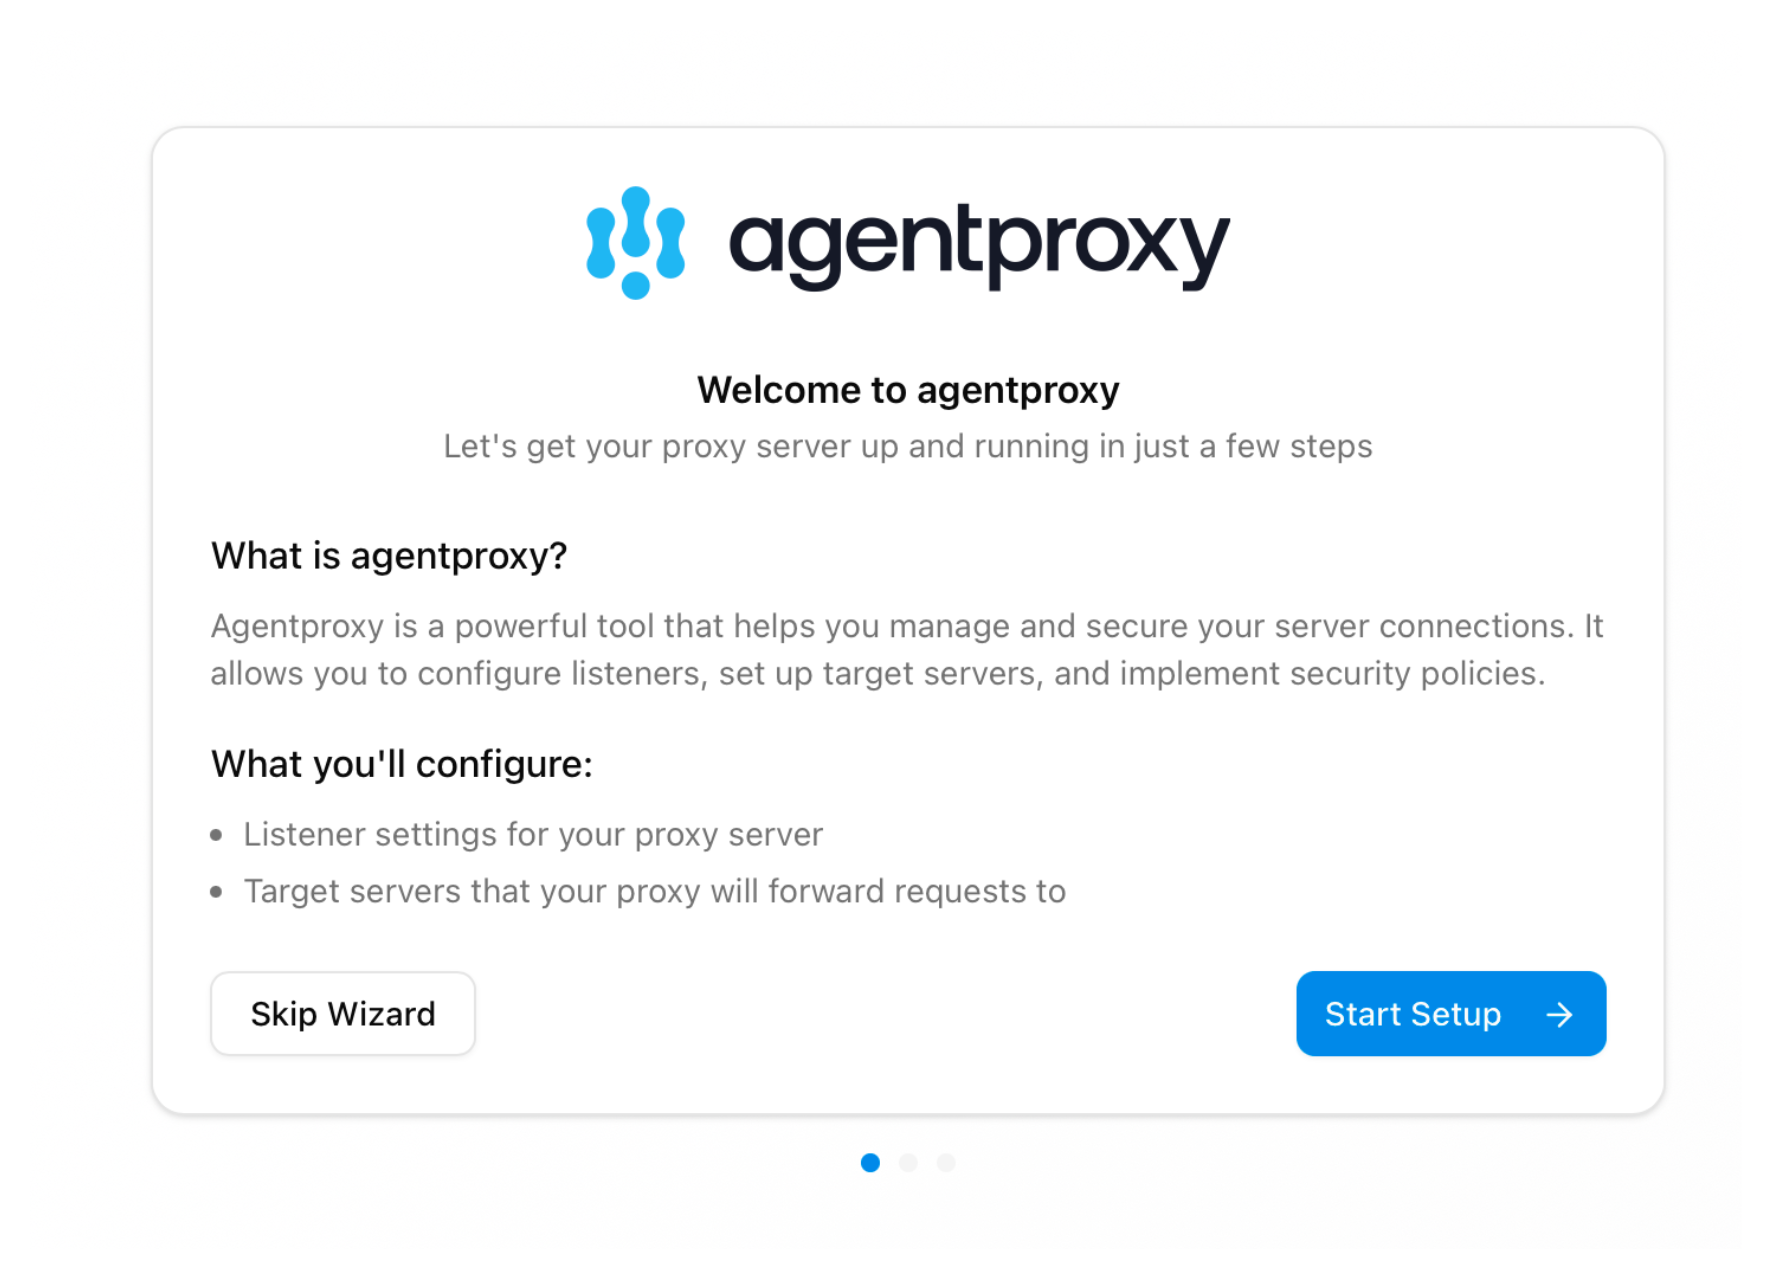 agentproxy
Welcome to agentproxy
Let's get your proxy server up and running in just a few steps
What is agentproxy?
Agentproxy is a powerful tool that helps you manage and secure your server connections. It
allows you to configure listeners, set up target servers, and implement security policies.
What you'll configure:
• Listener settings for your proxy server
• Target servers that your proxy will forward requests to
Skip Wizard
Start Setup →